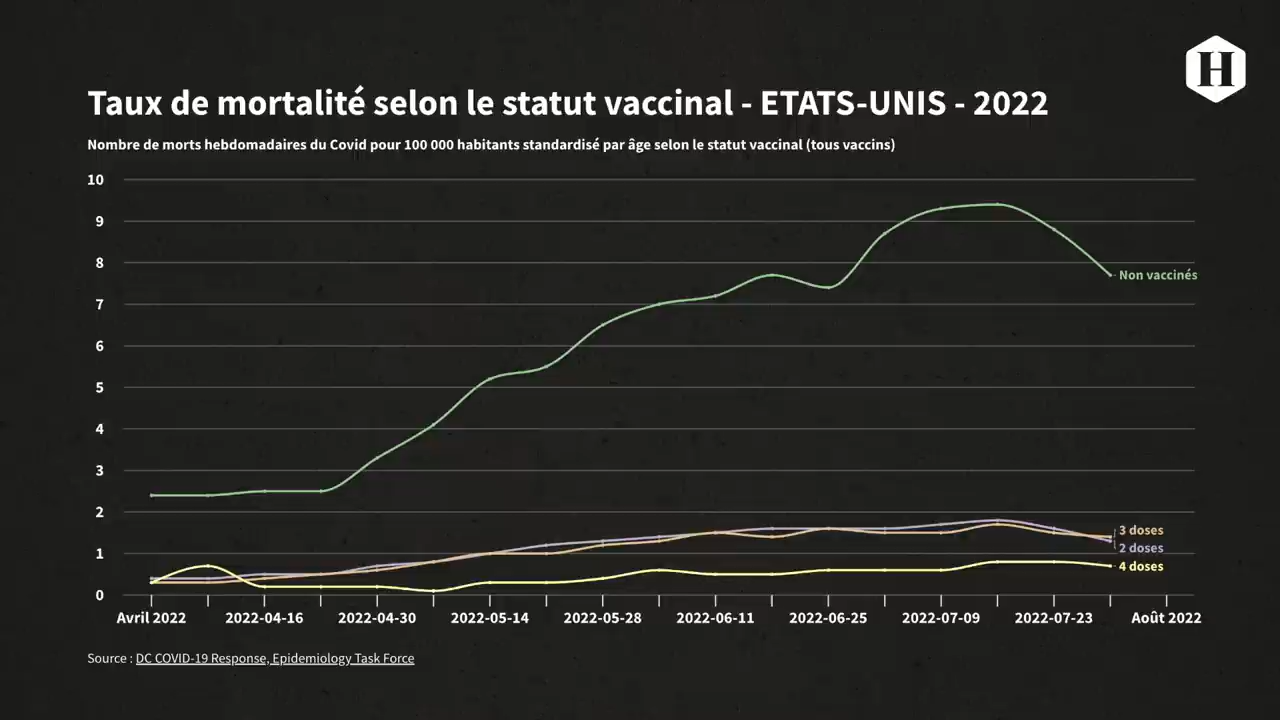 H
Taux de mortalité selon le statut vaccinal - ETATS-UNIS - 2022
Nombre de morts hebdomadaires du Covid pour 100 000 habitants standardisé par âge selon le statut vaccinal (tous vaccins)
10
9
8
7
6
5
4
3
2
1
0
Non vaccinés
3 doses
2 doses
4 doses
Avril 2022 2022-04-16 2022-04-30 2022-05-14 2022-05-28 2022-06-11 2022-06-25 2022-07-09 2022-07-23 Août 2022
Source : DC COVID-19 Response, Epidemiology Task Force